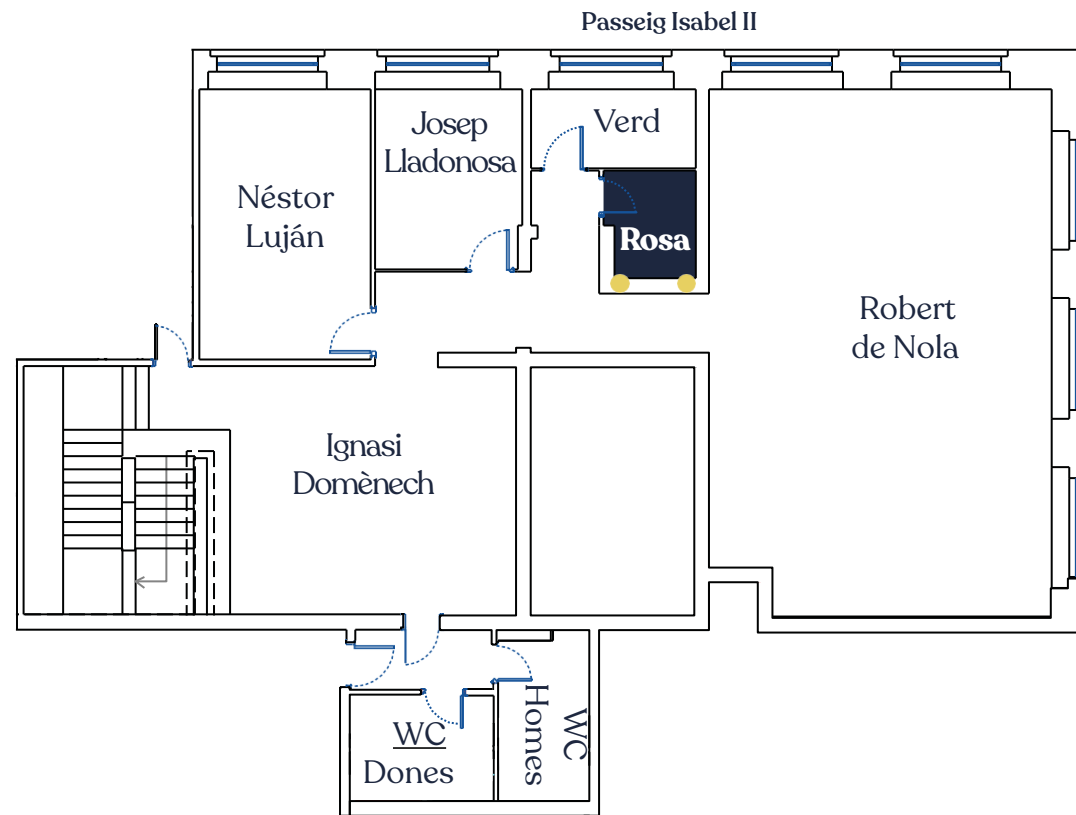 Passeig Isabel II
Verd
Josep
Lladonosa
Néstor
Luján
Rosa
Robert
de Nola
Ignasi
Domènech
WC
Dones
WC
Homes